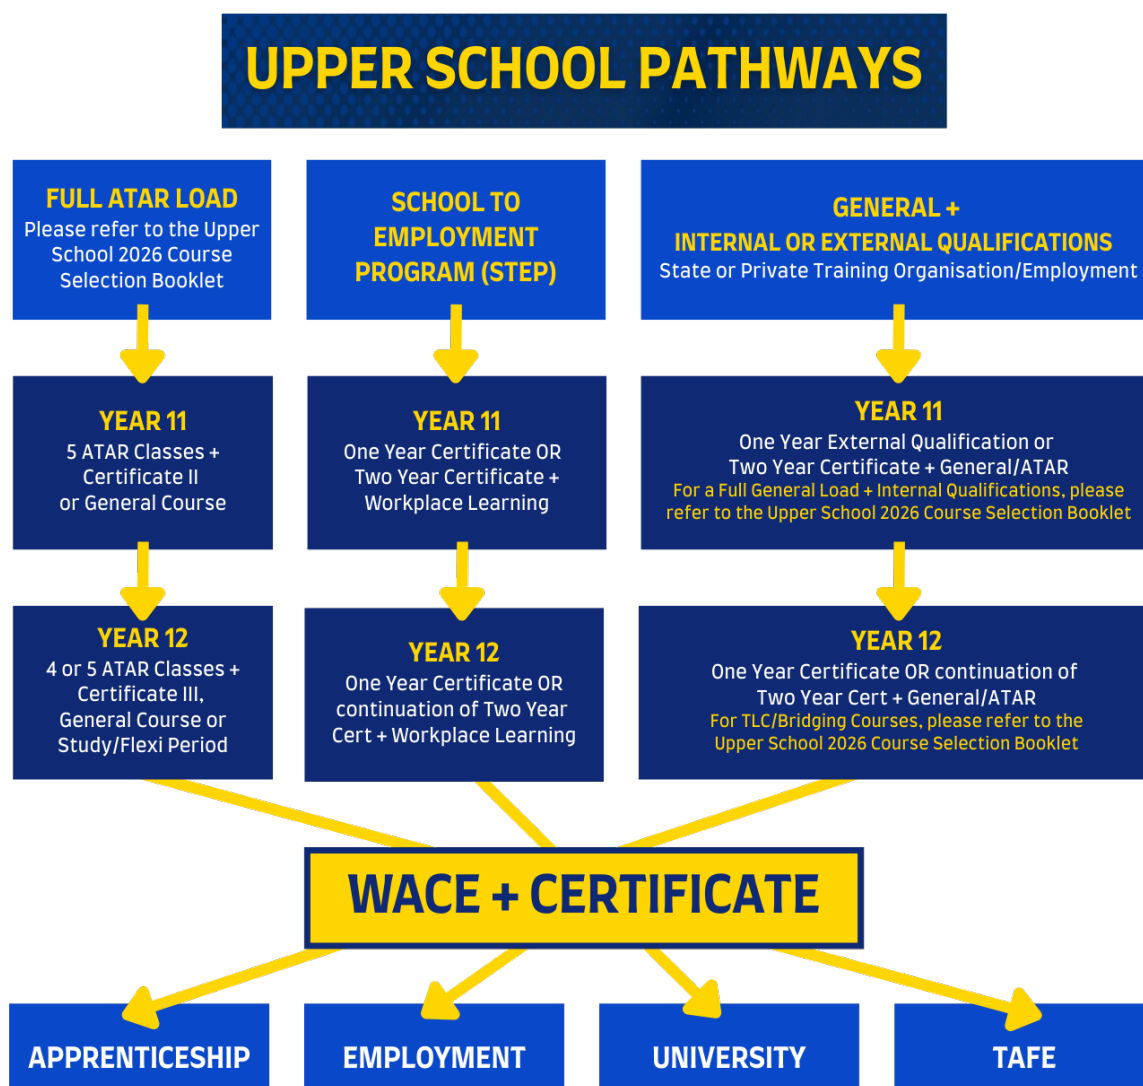 UPPER SCHOOL PATHWAYS
FULL ATAR LOAD
Please refer to the Upper
School 2026 Course
Selection Booklet
SCHOOL TO
EMPLOYMENT
PROGRAM (STEP)
GENERAL +
INTERNAL OR EXTERNAL QUALIFICATIONS
State or Private Training Organisation/Employment
YEAR 11
5 ATAR Classes +
Certificate II
or General Course
YEAR 11
One Year Certificate OR
Two Year Certificate +
Workplace Learning
YEAR 11
One Year External Qualification or
Two Year Certificate + General/ATAR
For a Full General Load + Internal Qualifications, please
refer to the Upper School 2026 Course Selection Booklet
YEAR 12
4 or 5 ATAR Classes +
Certificate III,
General Course or
Study/Flexi Period
YEAR 12
One Year Certificate OR
continuation of Two Year
Cert + Workplace Learning
YEAR 12
One Year Certificate OR continuation of
Two Year Cert + General/ATAR
For TLC/Bridging Courses, please refer to the
Upper School 2026 Course Selection Booklet
WACE + CERTIFICATE
APPRENTICESHIP
EMPLOYMENT
UNIVERSITY
TAFE